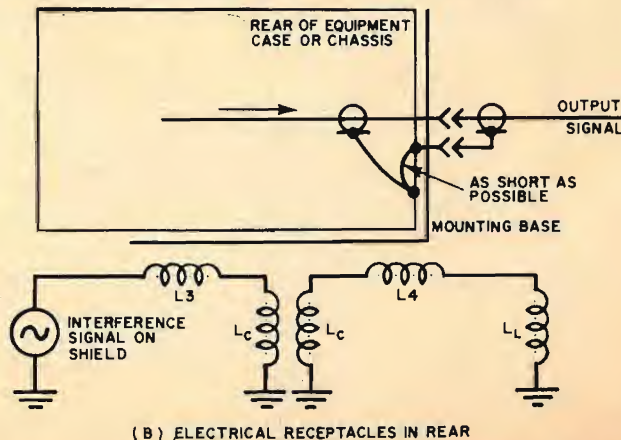 REAR OF EQUIPMENT
CASE OR CHASSIS
OUTPUT
SIGNAL
AS SHORT AS
POSSIBLE
MOUNTING BASE
L3
L4
INTERFERENCE
SIGNAL ON
SHIELD
LC
LC
LL
(B) ELECTRICAL RECEPTACLES IN REAR